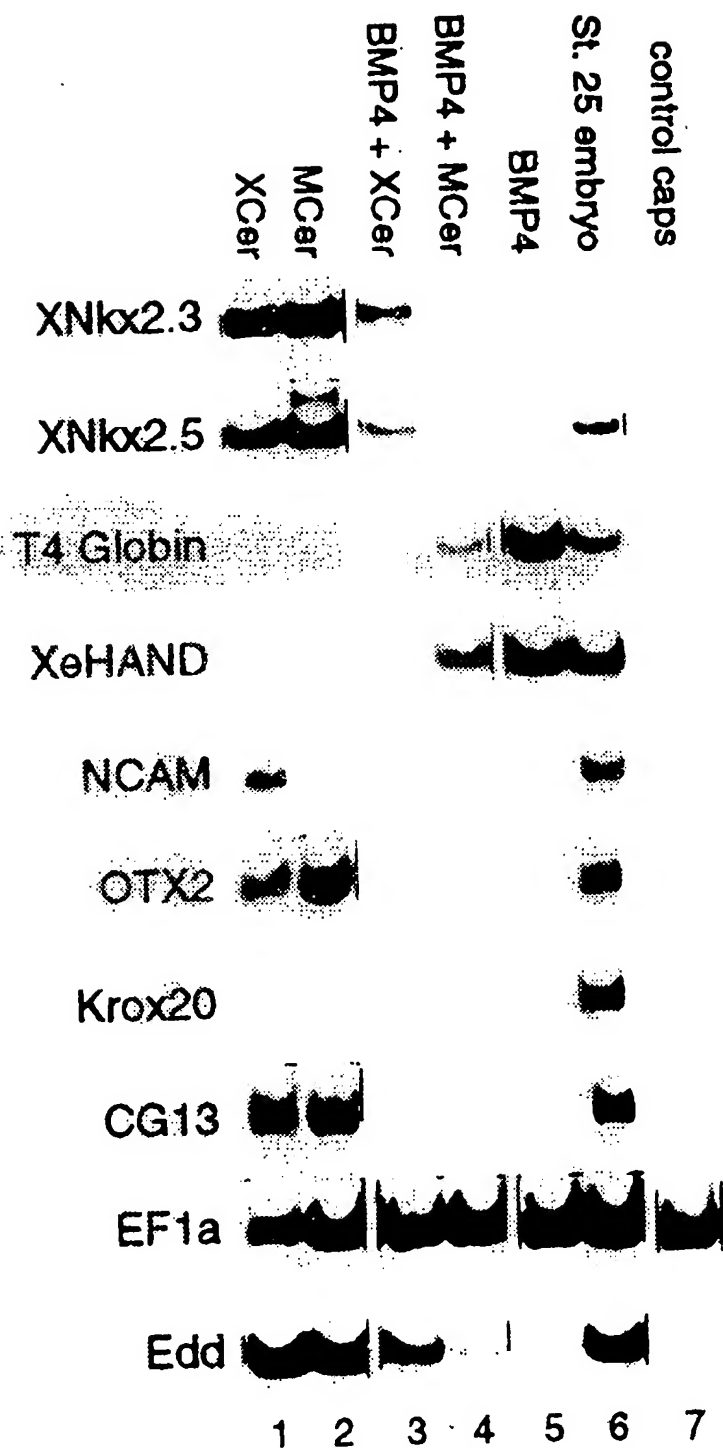 XCer
MCer
BMP4 + XCer
BMP4 + MCer
BMP4
St. 25 embryo
control caps
XNkx2.3
XNkx2.5
T4 Globin
XeHAND
NCAM
OTX2
Krox20
CG13
EF1a
Edd
1 2 3 4 5 6 7